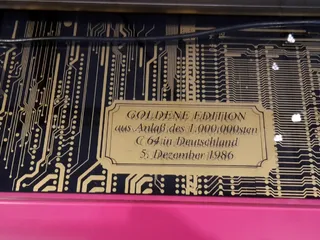 GOLDENE EDITION
aus Anlaß des 1.000.000sten
C 64 in Deutschland
5. Dezember 1986